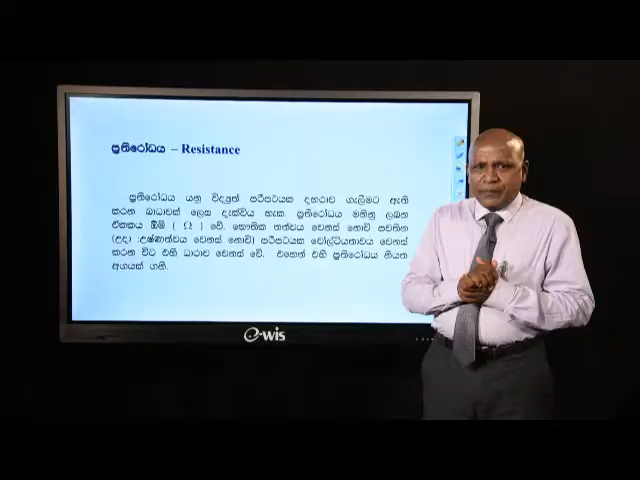 ප්‍රතිරෝධය – Resistance
ප්‍රතිරෝධය යනු විද්‍යුත් පරිපථයක දහරාව ගැලීමට ඇති
කරන බාධාවක් ලෙස දැක්විය හැක. ප්‍රතිරෝධය මනිනු ලබන
ඒකකය ඕම් ( Ω ) වේ. භෞතික තත්වය වෙනස් නොවී පවතින
(උදා :උෂ්ණත්වය වෙනස් නොවී) පරිපථයක වෝල්ටීයතාවය වෙනස්
කරන විට එහි ධාරාව වෙනස් වේ. එහෙත් එහි ප්‍රතිරෝධය නියත
අගයක් ගනී.
e-wis